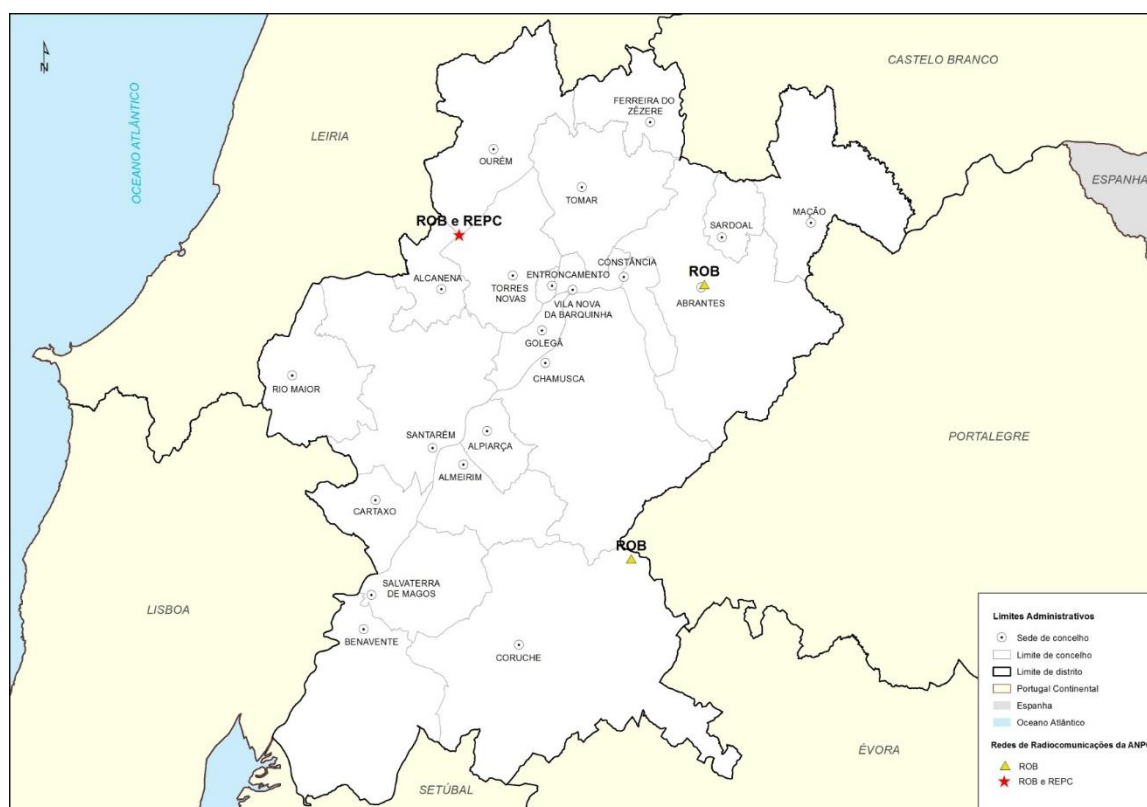 N
CASTELO BRANCO
FERREIRA DO
ZÊZERE
LEIRIA
OCEANO ATLÂNTICO
OURÉM
ESPANHA
TOMAR
MAÇÃO
SARDOAL
ROB e REPC
CONSTÂNCIA
ROB
ALCANENA
ENTRONCAMENTO
TORRES
NOVAS
VILA NOVA
DA BARQUINHA
ABRANTES
GOLEGÃ
CHAMUSCA
RIO MAIOR
SANTARÉM
ALPIARÇA
PORTALEGRE
ALMEIRIM
CARTAXO
ROB
SALVATERRA
DE MAGOS
LISBOA
BENAVENTE
CORUCHE
ÉVORA
SETÚBAL
Limites Administrativos
Sede de concelho
Limite de concelho
Limite de distrito
Portugal Continental
Espanha
Oceano Atlântico
Redes de Radiocomunicações da ANPC
ROB
ROB e REPC